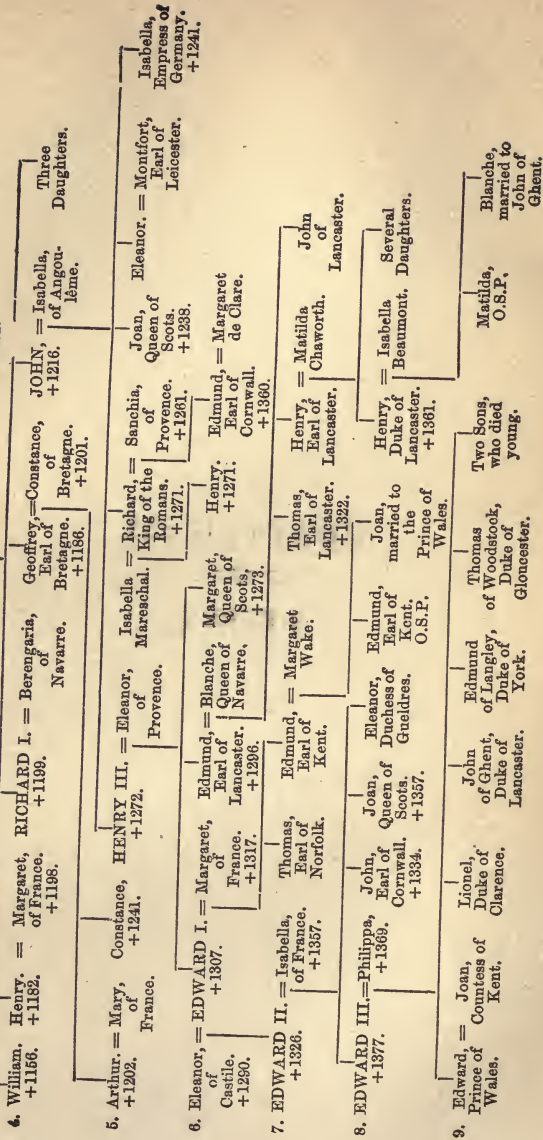 4. William.
+1156.
Henry. =
+1182.
Margaret,
of France.
+1198.
RICHARD I. =
+1199.
Berengaria
of
Navarre.
Geoffrey,=
Earl of
Bretagne.
+1186.
Constance,
of
Bretagne.
+1201.
JOHN, =
+1216.
Isabella,
of Angou-
lême.
Three
Daughters.
5. Arthur. =
+1202.
Mary,
of
France.
Constance,
+1241.
HENRY III. =
+1272.
Eleanor,
of
Provence.
Isabella =
Mareschal.
Richard, =
King of the
Romans.
+1271.
Sanchia,
of
Provence.
+1261.
Joan,
Queen of
Scots.
+1238.
Eleanor. =
Montfort,
Earl of
Leicester.
Isabella,
Empress of
Germany.
+1241.
6. Eleanor, =
of
Castile.
+1290.
EDWARD I. =
+1307.
Margaret,
of
France.
+1317.
Edmund, =
Earl of
Lancaster.
+1296.
Blanche,
Queen of
Navarre.
Margaret,
Queen of
Scots,
+1273.
Henry.
+1271.
Edmund, =
Earl of
Cornwall.
+1360.
Margaret
de Clare.
7. EDWARD II. =
+1326.
Isabella,
of France.
+1357.
Thomas,
Earl of
Norfolk.
Edmund, =
Earl of
Kent.
Margaret
Wake.
Thomas,
Earl of
Lancaster.
+1322.
Henry, =
Earl of
Lancaster.
Matilda
Chaworth.
John
of
Lancaster.
8. EDWARD III.=
+1377.
Philippa,
+1369.
John,
Earl of
Cornwall.
+1334.
Joan,
Queen of
Scots.
+1357.
Eleanor,
Duchess of
Gueldres.
Edmund,
Earl of
Kent.
O.S.P.
Joan,
married to
the
Prince of
Wales.
Henry, =
Duke of
Lancaster.
+1361.
Isabella
Beaumont.
Several
Daughters.
9. Edward, =
Prince of
Wales.
Joan,
Countess of
Kent.
Lionel,
Duke of
Clarence.
John
of Ghent,
Duke of
Lancaster.
Edmund
of Langley,
Duke of
York.
Thomas
of Woodstock,
Duke of
Gloucester.
Two Sons,
who died
young.
Matilda,
O.S.P.
Blanche,
married to
John of
Ghent.